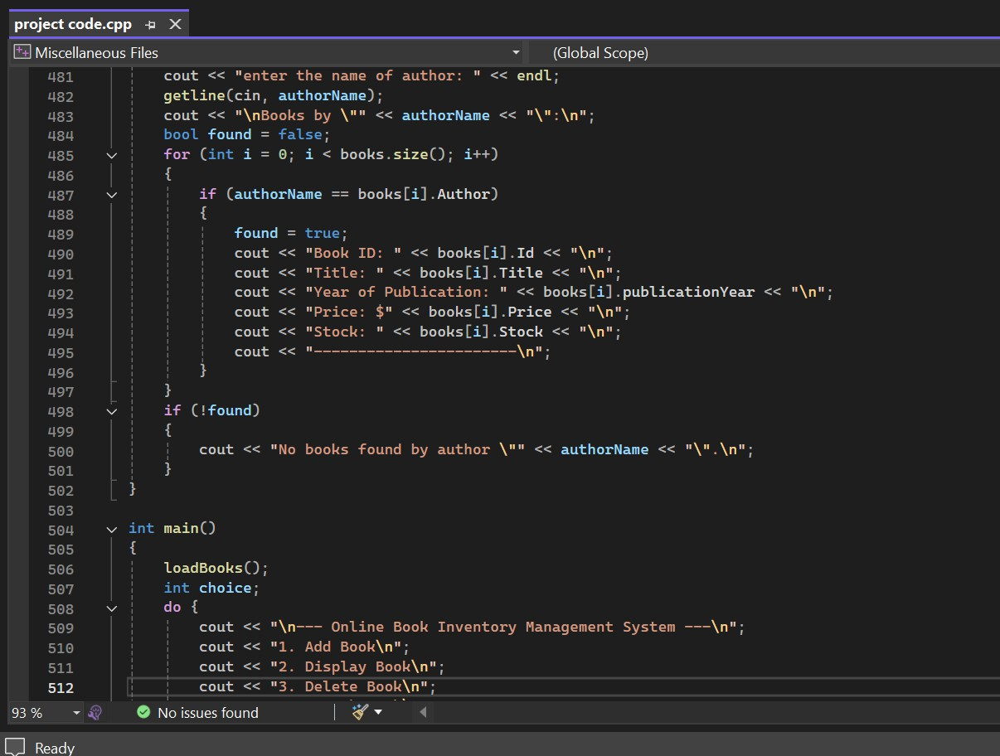 project code.cpp
Miscellaneous Files (Global Scope)
481 cout << "enter the name of author: " << endl;
482 getline(cin, authorName);
483 cout << "\nBooks by \"" << authorName << "\":\n";
484 bool found = false;
485 for (int i = 0; i < books.size(); i++)
486 {
487 if (authorName == books[i].Author)
488 {
489 found = true;
490 cout << "Book ID: " << books[i].Id << "\n";
491 cout << "Title: " << books[i].Title << "\n";
492 cout << "Year of Publication: " << books[i].publicationYear << "\n";
493 cout << "Price: $" << books[i].Price << "\n";
494 cout << "Stock: " << books[i].Stock << "\n";
495 cout << "-----------------------\n";
496 }
497 }
498 if (!found)
499 {
500 cout << "No books found by author \"" << authorName << "\".\n";
501 }
502 }
503
504 int main()
505 {
506 loadBooks();
507 int choice;
508 do {
509 cout << "\n--- Online Book Inventory Management System ---\n";
510 cout << "1. Add Book\n";
511 cout << "2. Display Book\n";
512 cout << "3. Delete Book\n";
93 % No issues found
Ready